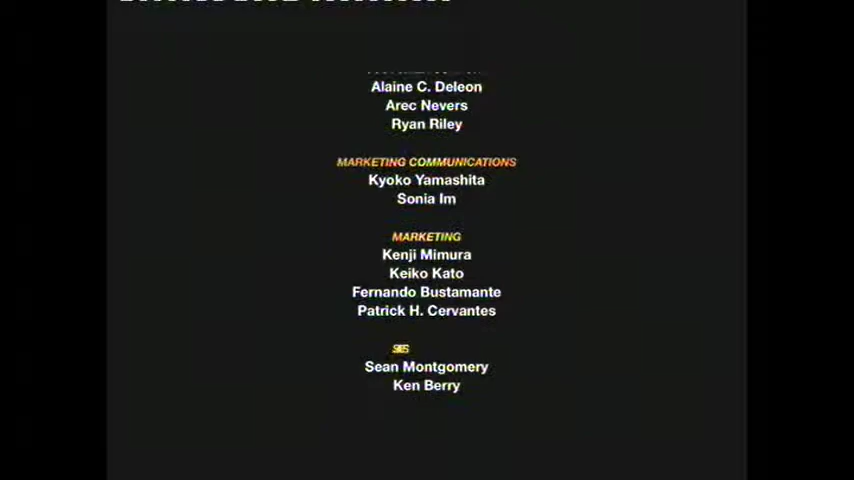 Alaine C. Deleon
Arec Nevers
Ryan Riley
MARKETING COMMUNICATIONS
Kyoko Yamashita
Sonia Im
MARKETING
Kenji Mimura
Keiko Kato
Fernando Bustamante
Patrick H. Cervantes
Sean Montgomery
Ken Berry